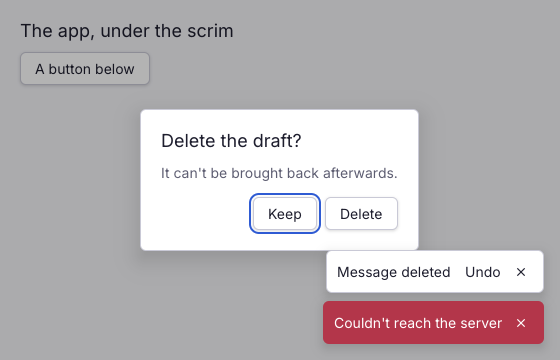 The app, under the scrim
A button below
Delete the draft?
It can't be brought back afterwards.
Keep Delete
Message deleted Undo ×
Couldn't reach the server ×